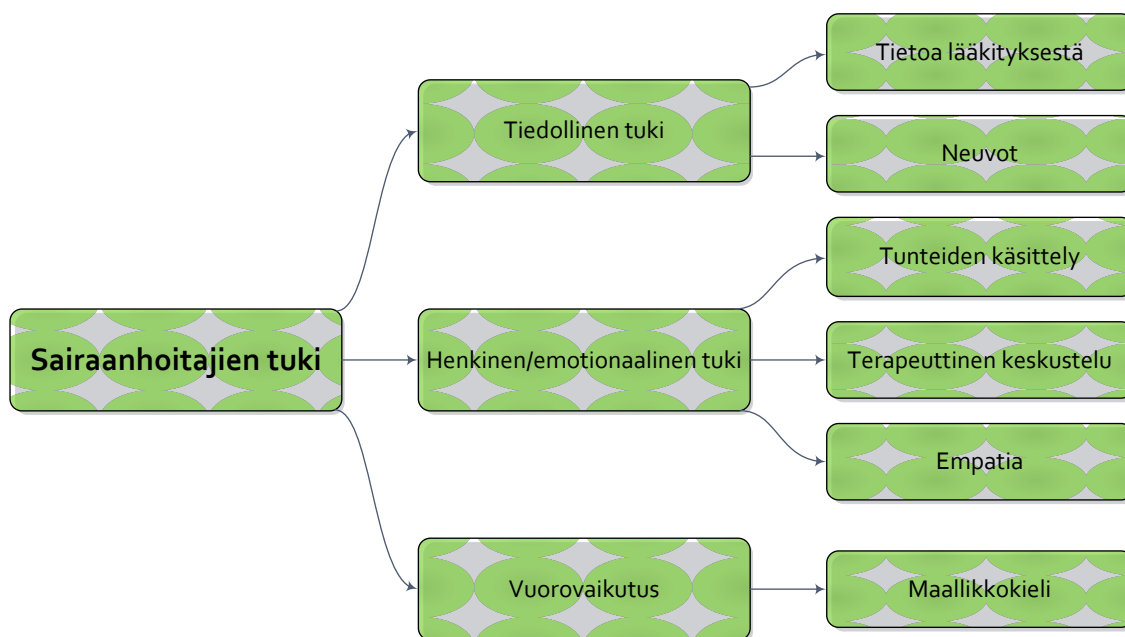 Sairaanhoitajien tuki
Tiedollinen tuki
Tietoa lääkityksestä
Neuvot
Henkinen/emotionaalinen tuki
Tunteiden käsittely
Terapeuttinen keskustelu
Empatia
Vuorovaikutus
Maallikkokieli